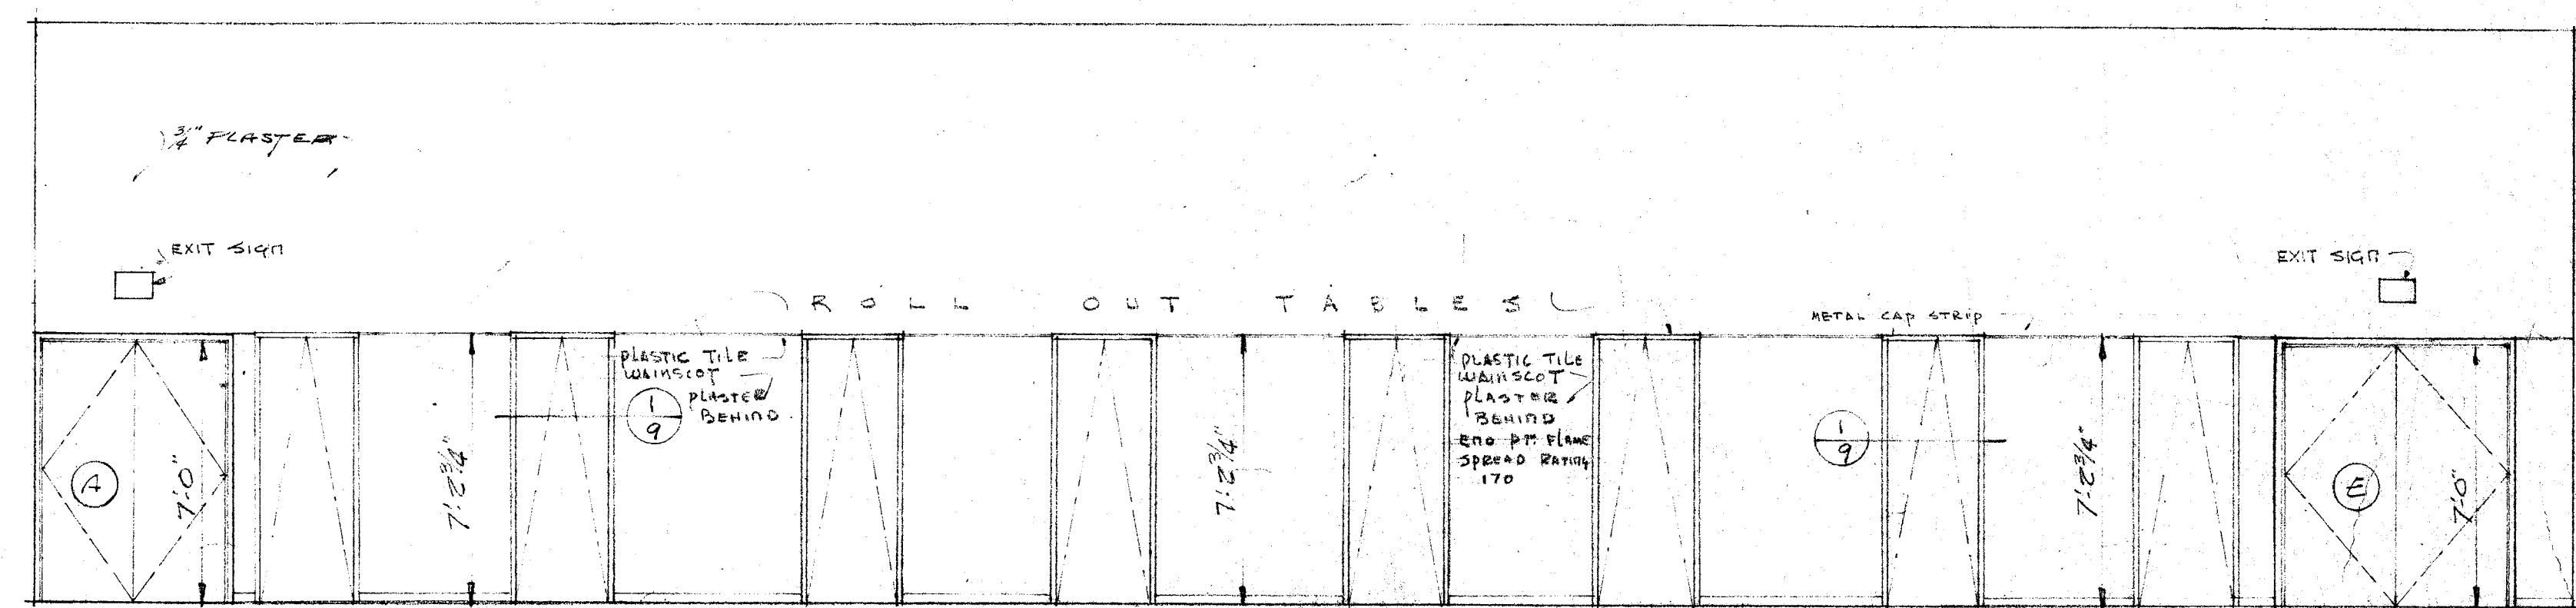 3/4" PLASTER
EXIT SIGN
EXIT SIGN
ROLL OUT TABLES
METAL CAP STRIP
PLASTIC TILE
WAINSCOT
PLASTER
BEHIND
1
9
PLASTIC TILE
WAINSCOT
PLASTER
BEHIND
FLAME
SPREAD RATING
170
1
9
A
7'-0"
7'-2 3/4"
7'-2 3/4"
7'-2 3/4"
E
7'-0"